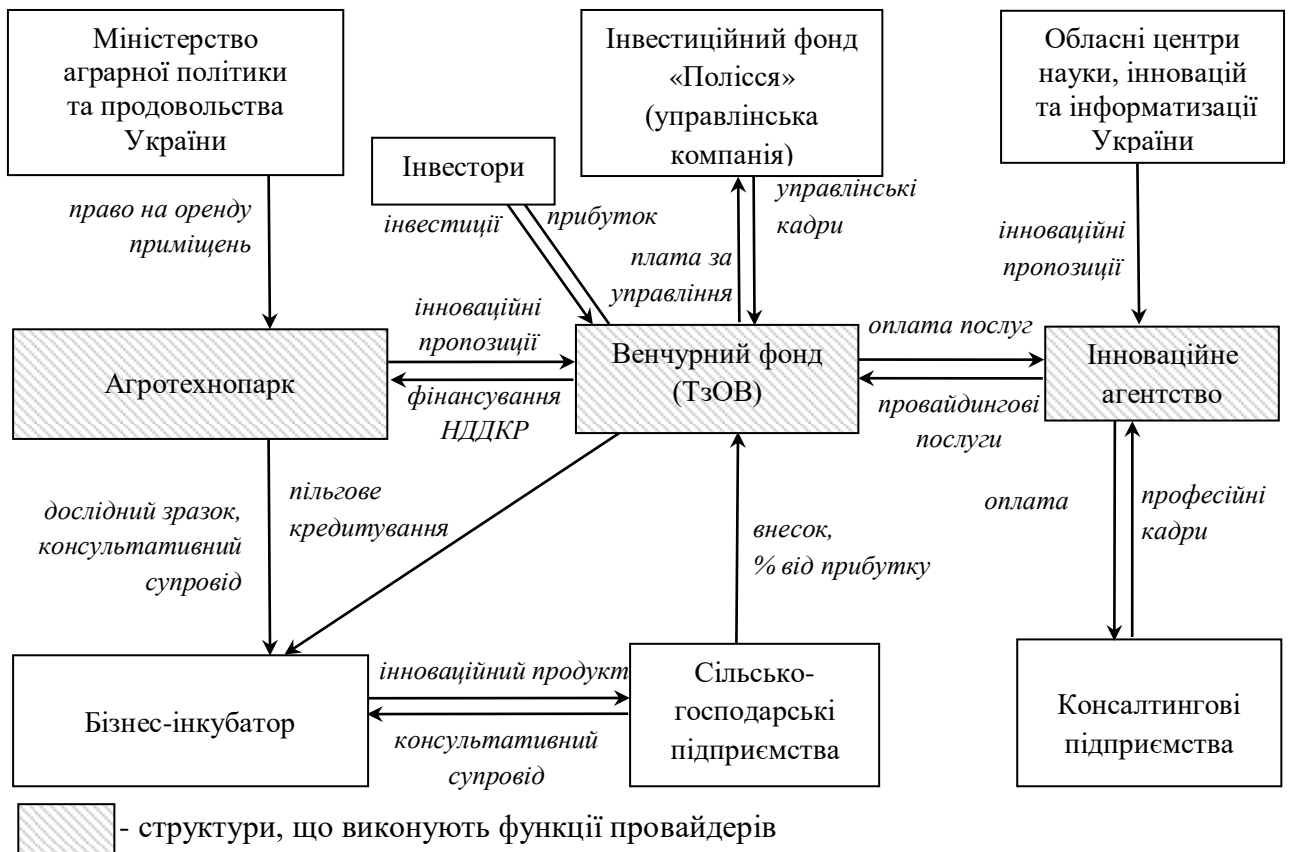 Міністерство
аграрної політики
та продовольства
України
Інвестиційний фонд
«Полісся»
(управлінська
компанія)
Обласні центри
науки, інновацій
та інформатизації
України
Інвестори
право на оренду
приміщень
інвестиції
прибуток
плата за
управління
управлінські
кадри
інноваційні
пропозиції
Агротехнопарк
інноваційні
пропозиції
фінансування
НДДКР
Венчурний фонд
(ТзОВ)
оплата послуг
провайдингові
послуги
Інноваційне
агентство
дослідний зразок,
консультативний
супровід
пільгове
кредитування
внесок,
% від прибутку
оплата
професійні
кадри
Бізнес-інкубатор
інноваційний продукт
консультативний
супровід
Сільсько-
господарські
підприємства
Консалтингові
підприємства
- структури, що виконують функції провайдерів